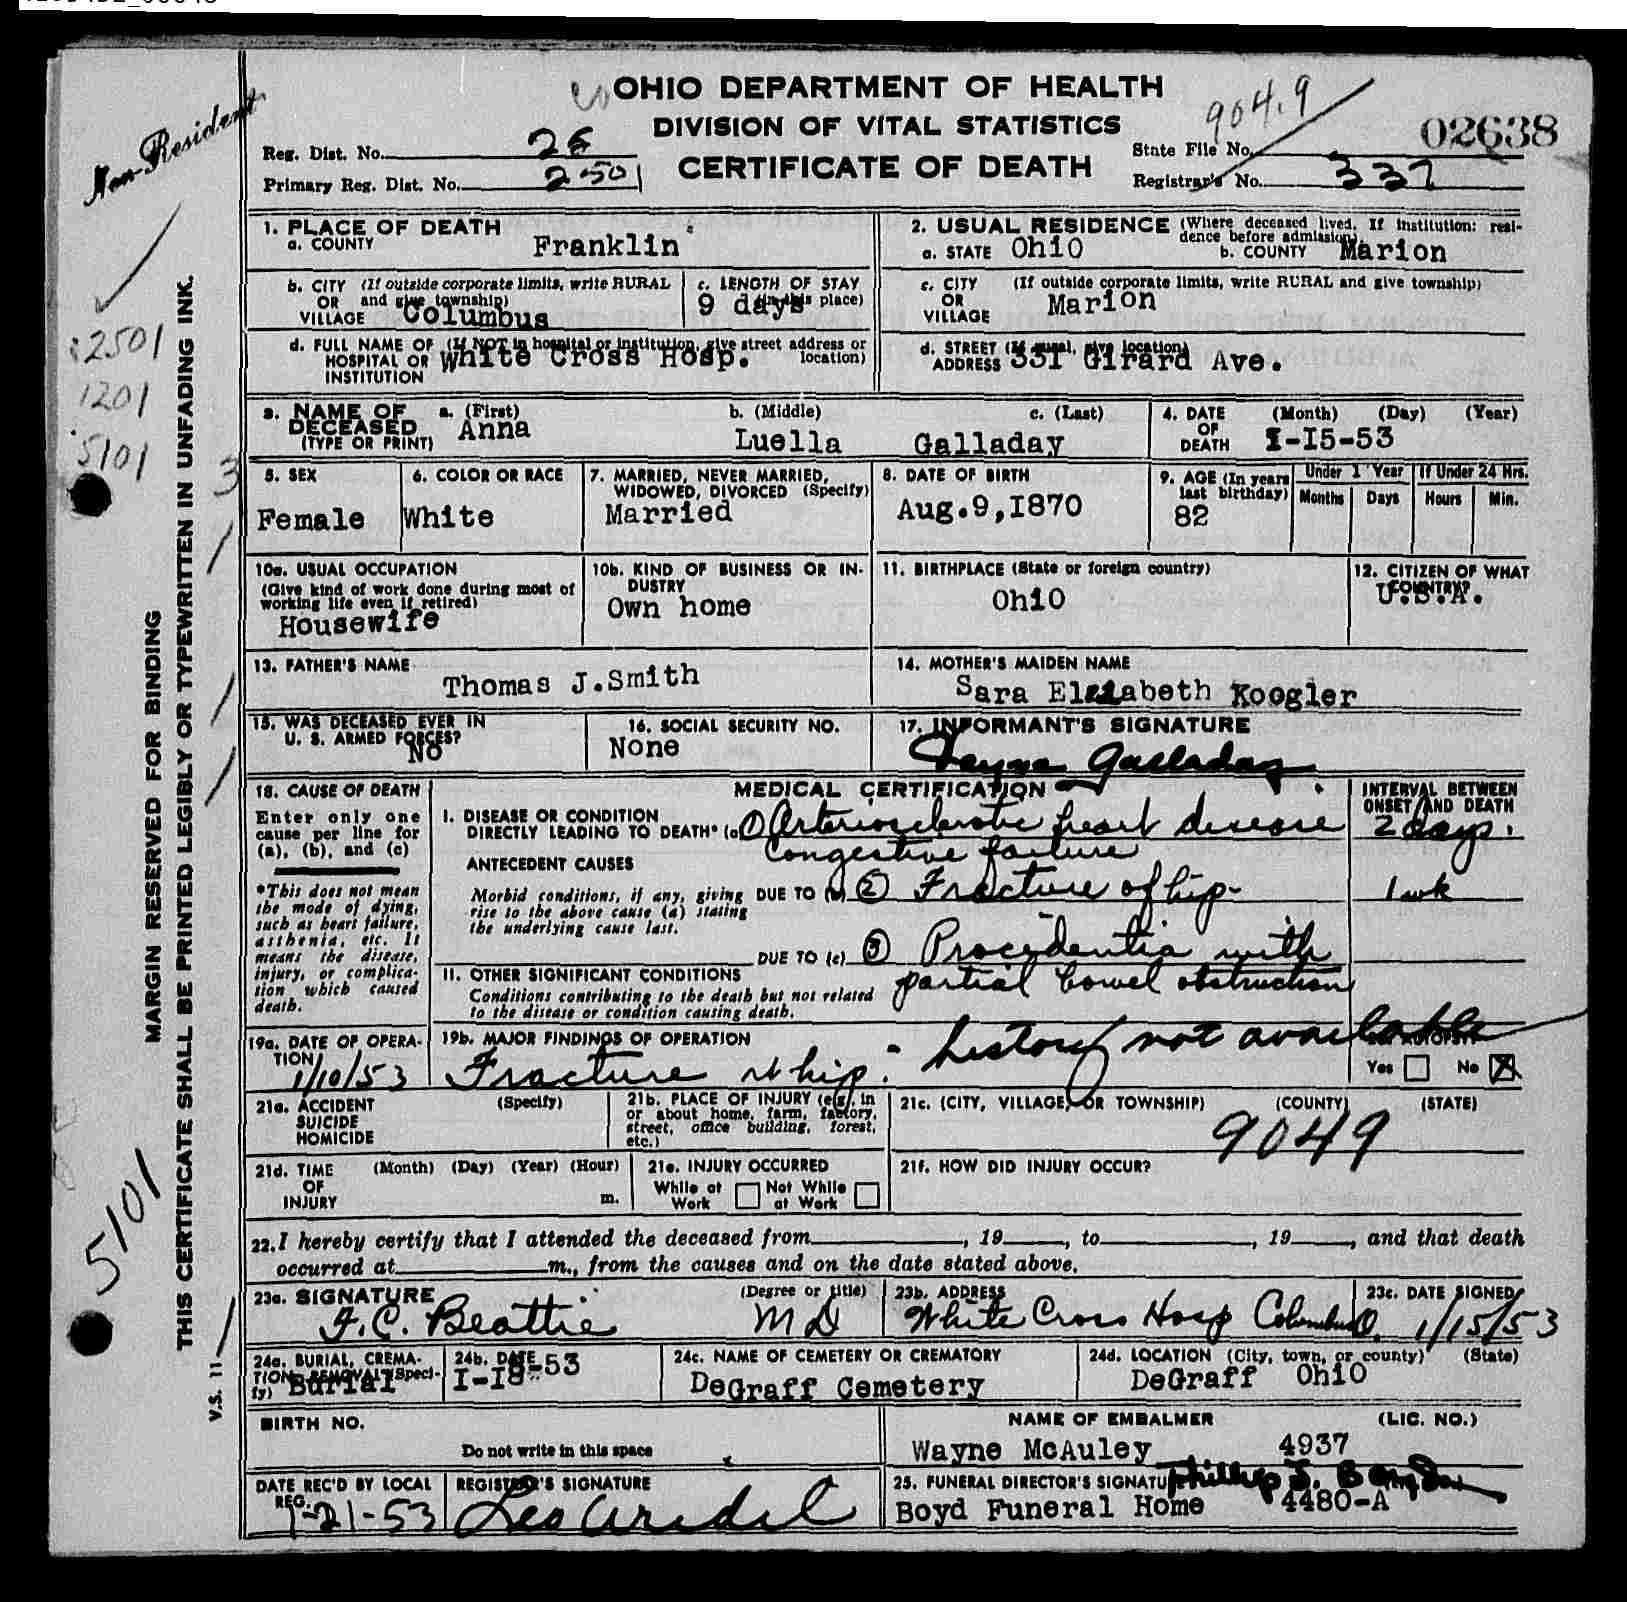 OHIO DEPARTMENT OF HEALTH
DIVISION OF VITAL STATISTICS
CERTIFICATE OF DEATH
Non-Resident
904.9
Reg. Dist. No. 25
Primary Reg. Dist. No. 2501
State File No. 02638
Registrar's No. 337
1. PLACE OF DEATH
a. COUNTY Franklin
2. USUAL RESIDENCE (Where deceased lived. If institution: resi-
dence before admission)
a. STATE Ohio b. COUNTY Marion
b. CITY (If outside corporate limits, write RURAL
OR and give township)
VILLAGE Columbus
c. LENGTH OF STAY
(in this place)
9 days
c. CITY (If outside corporate limits, write RURAL and give township)
OR
VILLAGE Marion
d. FULL NAME OF (If NOT in hospital or institution, give street address or
HOSPITAL OR location)
INSTITUTION White Cross Hosp.
d. STREET (If rural, give location)
ADDRESS 331 Girard Ave.
3. NAME OF DECEASED (TYPE OR PRINT)
a. (First) Anna
b. (Middle) Luella
c. (Last) Galladay
4. DATE OF DEATH (Month) (Day) (Year)
I-I5-53
5. SEX
Female
6. COLOR OR RACE
White
7. MARRIED, NEVER MARRIED,
WIDOWED, DIVORCED (Specify)
Married
8. DATE OF BIRTH
Aug.9,I870
9. AGE (In years
last birthday)
82
Under 1 Year
Months Days
If Under 24 Hrs.
Hours Min.
10a. USUAL OCCUPATION
(Give kind of work done during most of
working life even if retired)
Housewife
10b. KIND OF BUSINESS OR IN-
DUSTRY
Own home
11. BIRTHPLACE (State or foreign country)
Ohio
12. CITIZEN OF WHAT
COUNTRY?
U.S.A.
13. FATHER'S NAME
Thomas J.Smith
14. MOTHER'S MAIDEN NAME
Sara Elizabeth Koogler
15. WAS DECEASED EVER IN
U. S. ARMED FORCES?
No
16. SOCIAL SECURITY NO.
None
17. INFORMANT'S SIGNATURE
Galladay
18. CAUSE OF DEATH
Enter only one
cause per line for
(a), (b), and (c)
*This does not mean
the mode of dying,
such as heart failure,
asthenia, etc. It
means the disease,
injury, or complica-
tion which caused
death.
MEDICAL CERTIFICATION
INTERVAL BETWEEN
ONSET AND DEATH
I. DISEASE OR CONDITION
DIRECTLY LEADING TO DEATH* (a) ① Arteriosclerotic heart disease 2 days.
Congestive failure
ANTECEDENT CAUSES
Morbid conditions, if any, giving
rise to the above cause (a) stating
the underlying cause last.
DUE TO (b) ② Fracture of hip- 1 wk
DUE TO (c) ③ Procidentia with
partial bowel obstruction
II. OTHER SIGNIFICANT CONDITIONS
Conditions contributing to the death but not related
to the disease or condition causing death.
19a. DATE OF OPERA-
TION
1/10/53
19b. MAJOR FINDINGS OF OPERATION
Fracture rt hip. - history not available
20. AUTOPSY?
Yes No X
21a. ACCIDENT (Specify)
SUICIDE
HOMICIDE
21b. PLACE OF INJURY (e.g., in
or about home, farm, factory,
street, office building, forest,
etc.)
21c. (CITY, VILLAGE, OR TOWNSHIP) (COUNTY) (STATE)
9049
21d. TIME (Month) (Day) (Year) (Hour)
OF
INJURY m.
21e. INJURY OCCURRED
While at Work Not While at Work
21f. HOW DID INJURY OCCUR?
22. I hereby certify that I attended the deceased from , 19 , to , 19 , and that death
occurred at m., from the causes and on the date stated above.
23a. SIGNATURE (Degree or title)
F.C. Beattie MD
23b. ADDRESS
White Cross Hosp Columbus O.
23c. DATE SIGNED
1/15/53
24a. BURIAL, CREMA-
TION, REMOVAL (Speci-
fy) Burial
24b. DATE
I-I8-53
24c. NAME OF CEMETERY OR CREMATORY
DeGraff Cemetery
24d. LOCATION (City, town, or county) (State)
DeGraff Ohio
BIRTH NO.
Do not write in this space
NAME OF EMBALMER (LIC. NO.)
Wayne McAuley 4937
DATE REC'D BY LOCAL
REG.
1-21-53
REGISTRAR'S SIGNATURE
25. FUNERAL DIRECTOR'S SIGNATURE
Boyd Funeral Home 4480-A
MARGIN RESERVED FOR BINDING
THIS CERTIFICATE SHALL BE PRINTED LEGIBLY OR TYPEWRITTEN IN UNFADING INK.
V.S. 11
2501
1201
5101
3
5101